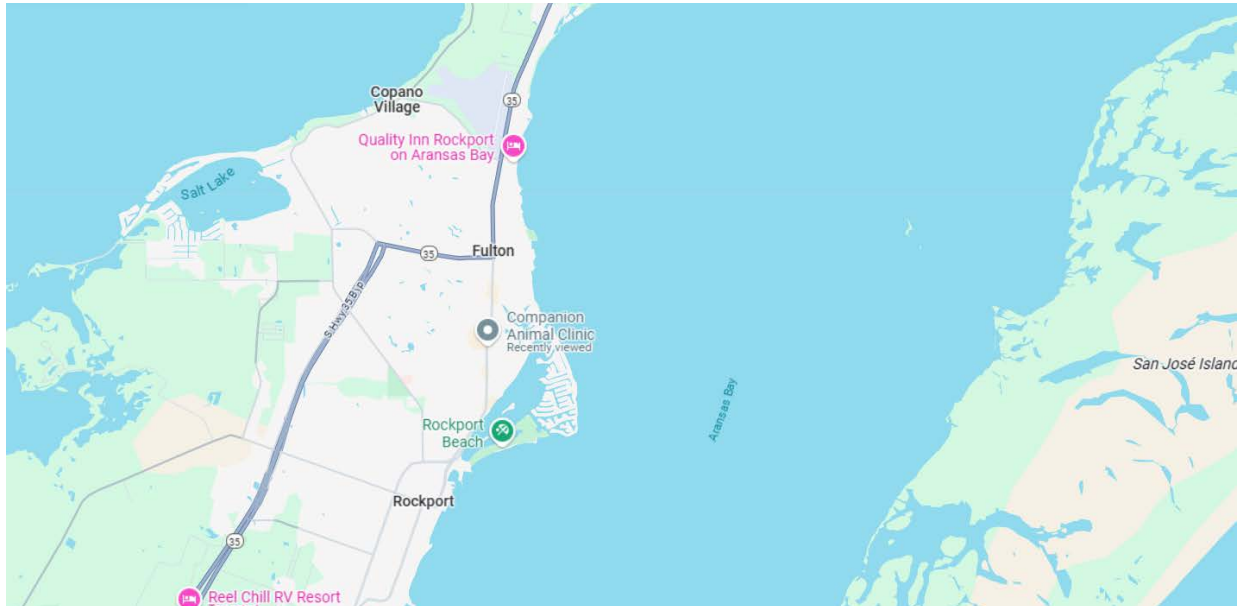 Copano
Village
35
Quality Inn Rockport
on Aransas Bay
Salt Lake
35
Fulton
S Hwy 35 Byp
Companion
Animal Clinic
Recently viewed
San José Island
Aransas Bay
Rockport
Beach
Rockport
35
Reel Chill RV Resort